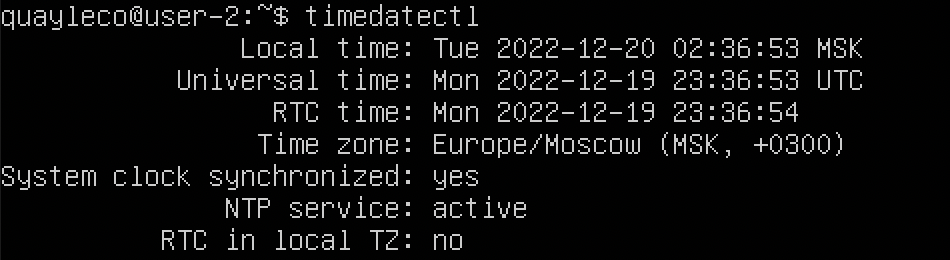 quayleco@user-2:~$ timedatectl
Local time: Tue 2022-12-20 02:36:53 MSK
Universal time: Mon 2022-12-19 23:36:53 UTC
RTC time: Mon 2022-12-19 23:36:54
Time zone: Europe/Moscow (MSK, +0300)
System clock synchronized: yes
NTP service: active
RTC in local TZ: no